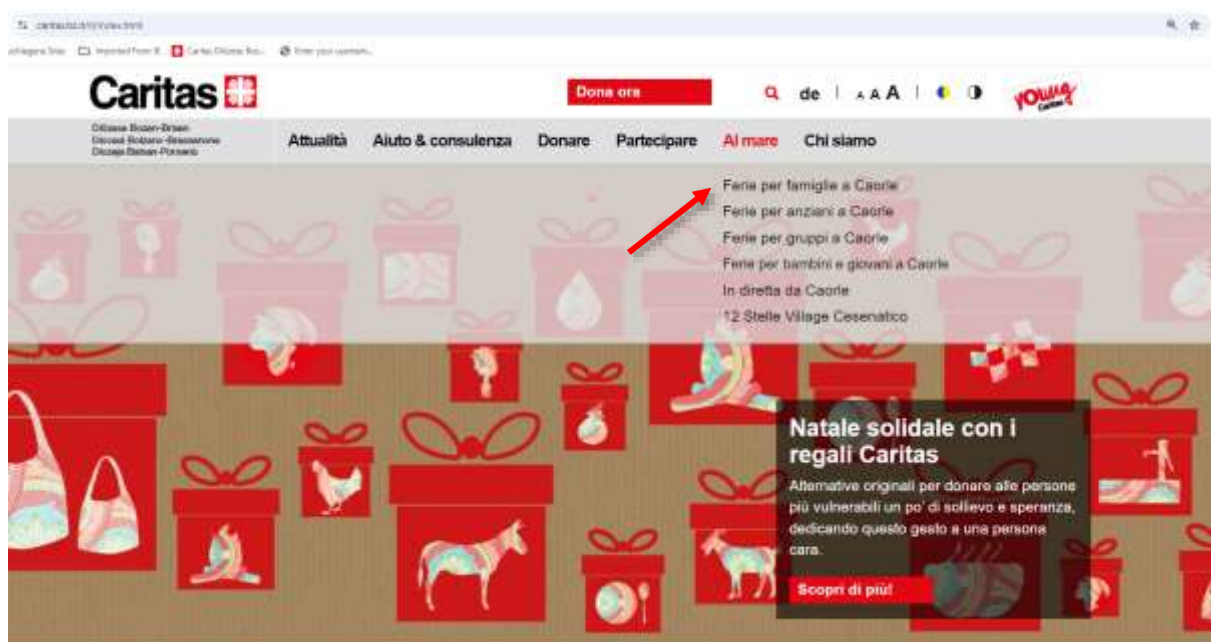 Caritas
Dona ora
de | A A A |
young
Caritas
Diözese Bozen-Brixen
Diocesi Bolzano-Bressanone
Diozeja Balsan-Porsenù
Attualità Aiuto & consulenza Donare Partecipare Al mare Chi siamo
Ferie per famiglie a Caorle
Ferie per anziani a Caorle
Ferie per gruppi a Caorle
Ferie per bambini e giovani a Caorle
In diretta da Caorle
12 Stelle Village Cesenatico
Natale solidale con i
regali Caritas
Alternative originali per donare alle persone
più vulnerabili un po' di sollievo e speranza,
dedicando questo gesto a una persona
cara.
Scopri di più!